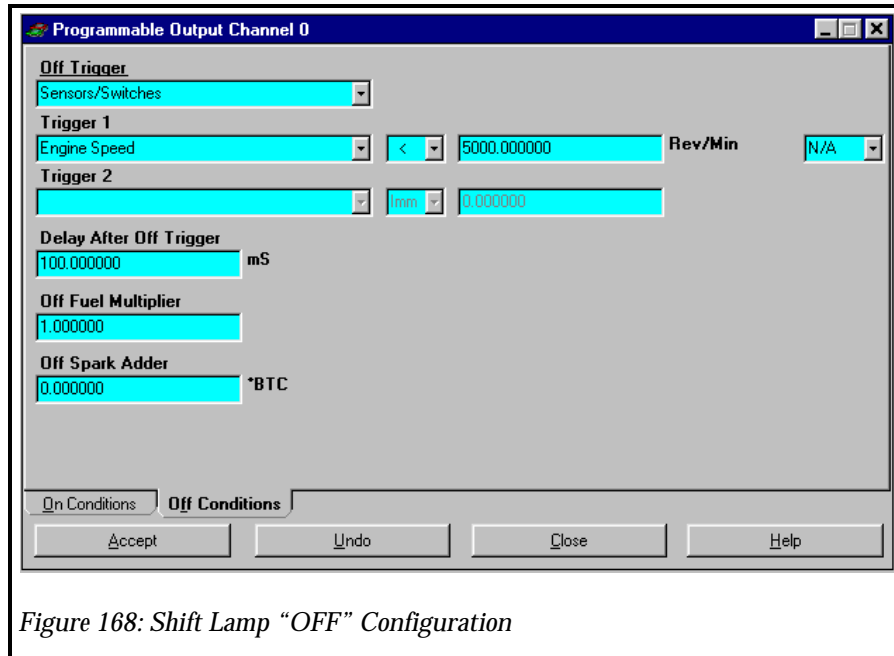 Programmable Output Channel 0
Off Trigger
Sensors/Switches
Trigger 1
Engine Speed < 5000.000000 Rev/Min N/A
Trigger 2
Imm 0.000000
Delay After Off Trigger
100.000000 mS
Off Fuel Multiplier
1.000000
Off Spark Adder
0.000000 °BTC
On Conditions Off Conditions
Accept Undo Close Help
Figure 168: Shift Lamp “OFF” Configuration